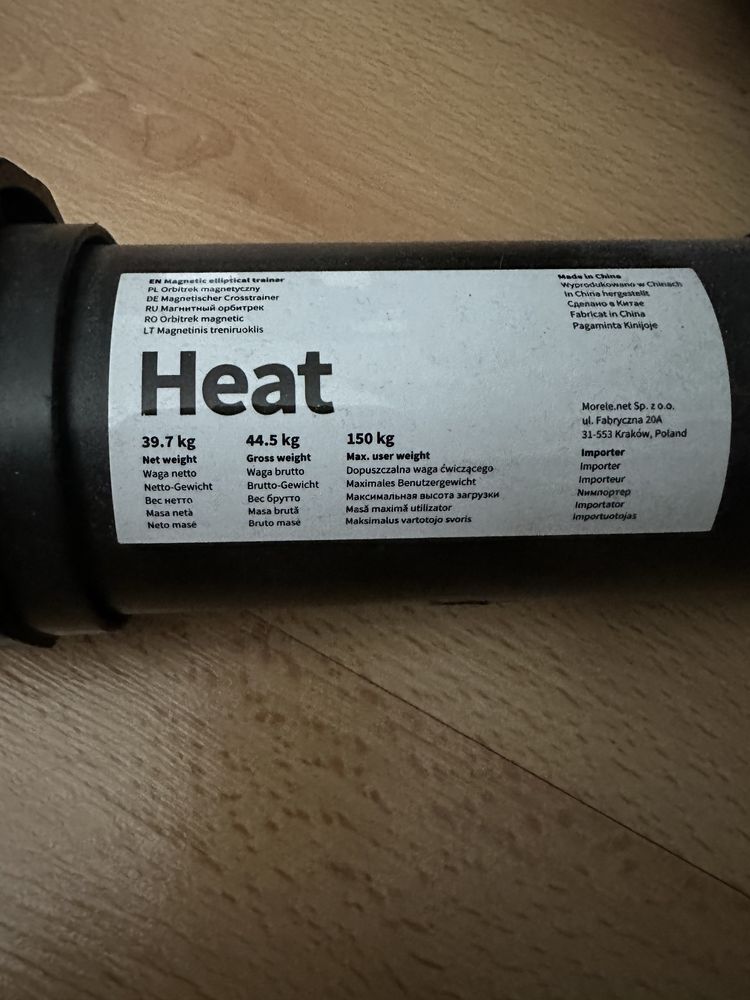 EN Magnetic elliptical trainer
PL Orbitrek magnetyczny
DE Magnetischer Crosstrainer
RU Магнитный орбитрек
RO Orbitrek magnetic
LT Magnetinis treniruoklis
Made in China
Wyprodukowano w Chinach
In China hergestellt
Сделано в Китае
Fabricat in China
Pagaminta Kinijoje
Heat
39.7 kg
Net weight
Waga netto
Netto-Gewicht
Вес нетто
Masa netă
Neto masė
44.5 kg
Gross weight
Waga brutto
Brutto-Gewicht
Вес брутто
Masa brută
Bruto masė
150 kg
Max. user weight
Dopuszczalna waga ćwiczącego
Maximales Benutzergewicht
Максимальная высота загрузки
Masă maximă utilizator
Maksimalus vartotojo svoris
Morele.net Sp. z o.o.
ul. Fabryczna 20A
31-553 Kraków, Poland
Importer
Importer
Importeur
Nмпортер
Importator
Importuotojas